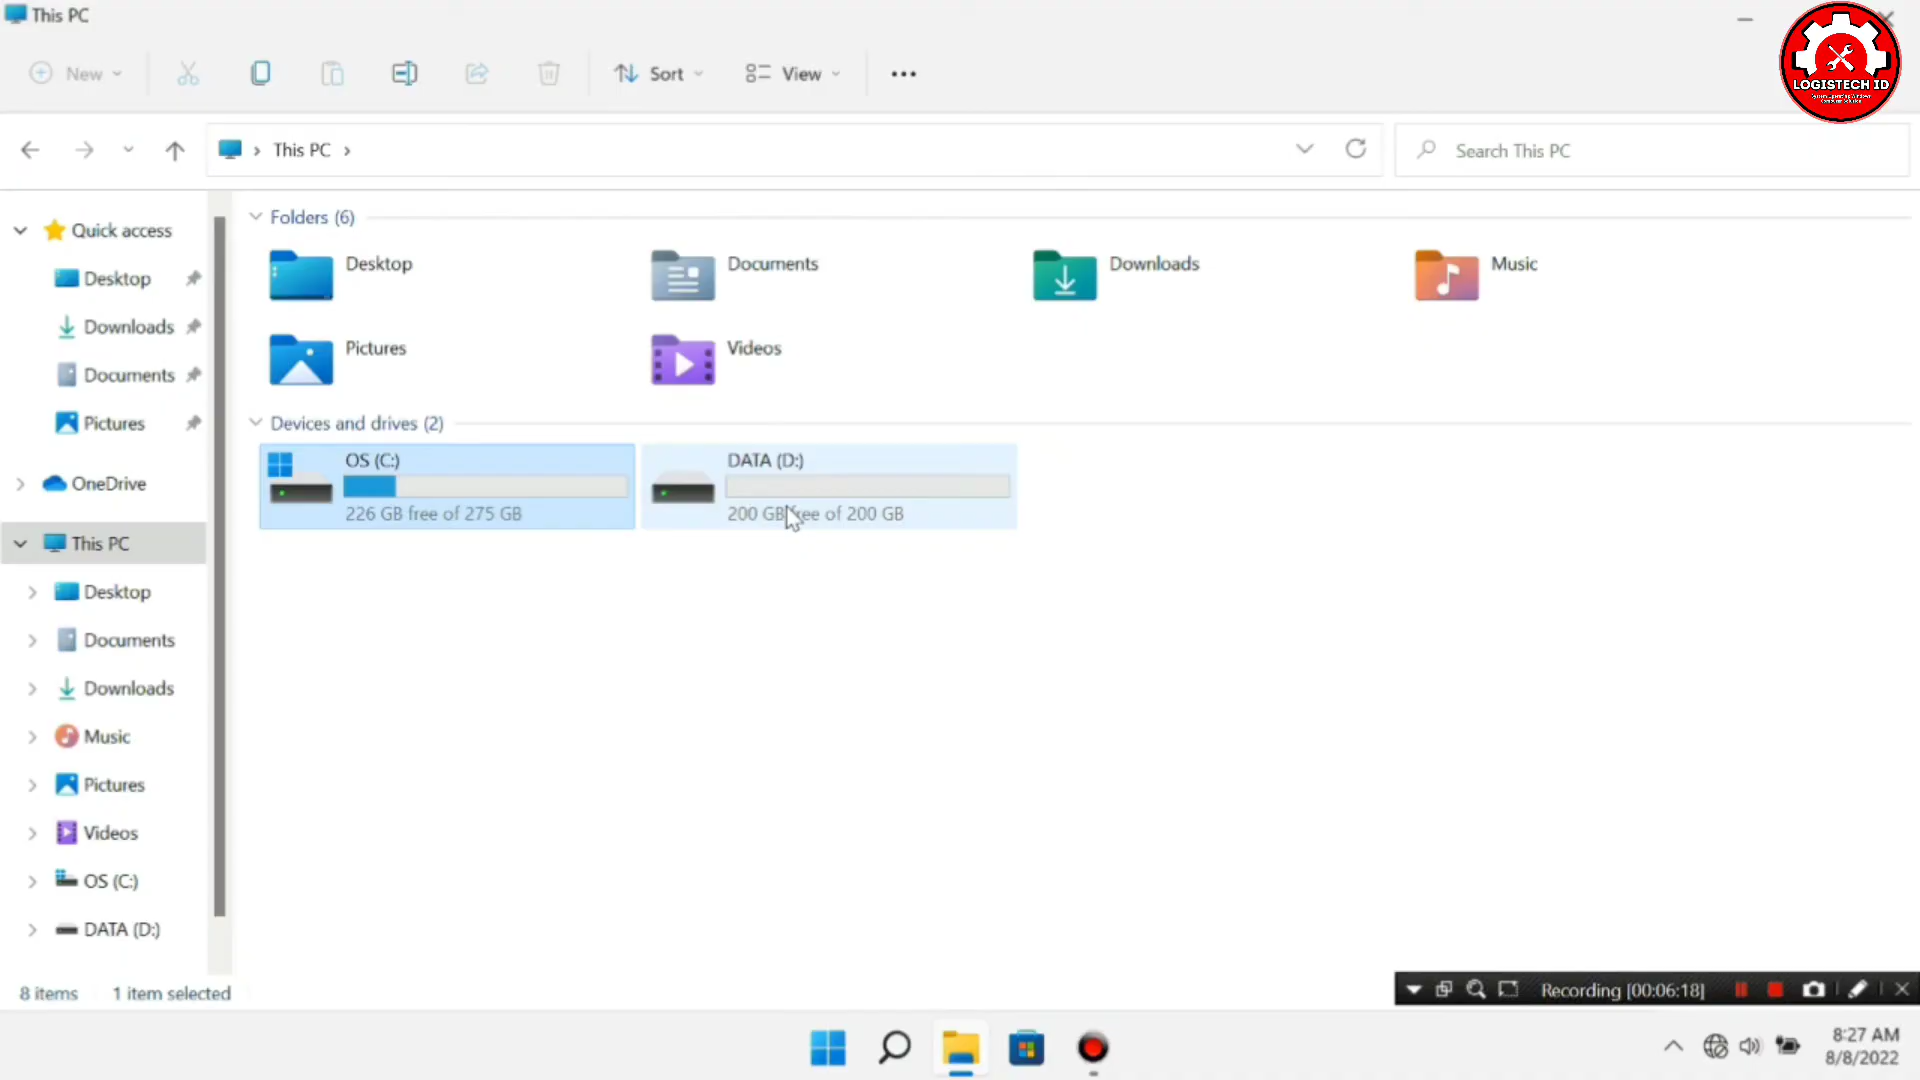 This PC
New
Sort
View
LOGISTECH ID
This PC
Search This PC
Quick access
Desktop
Downloads
Documents
Pictures
OneDrive
This PC
Desktop
Documents
Downloads
Music
Pictures
Videos
OS (C:)
DATA (D:)
Folders (6)
Desktop
Documents
Downloads
Music
Pictures
Videos
Devices and drives (2)
OS (C:)
226 GB free of 275 GB
DATA (D:)
200 GB free of 200 GB
8 items
1 item selected
Recording [00:06:18]
8:27 AM
8/8/2022